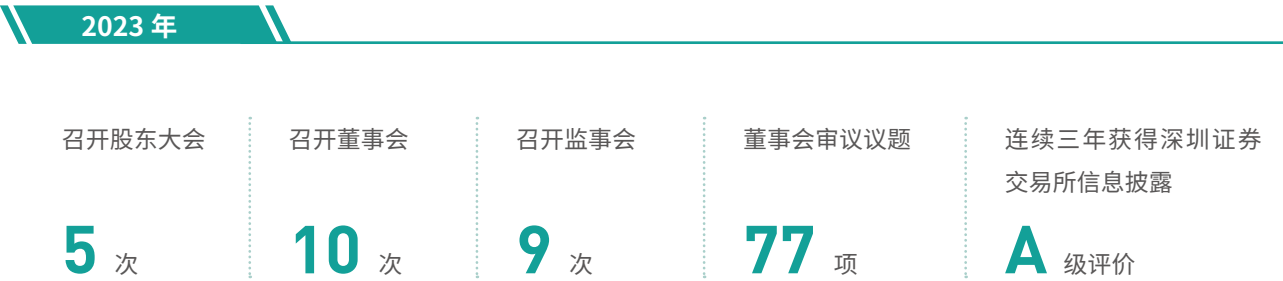 2023 年
召开股东大会
5 次
召开董事会
10 次
召开监事会
9 次
董事会审议议题
77 项
连续三年获得深圳证券
交易所信息披露
A 级评价